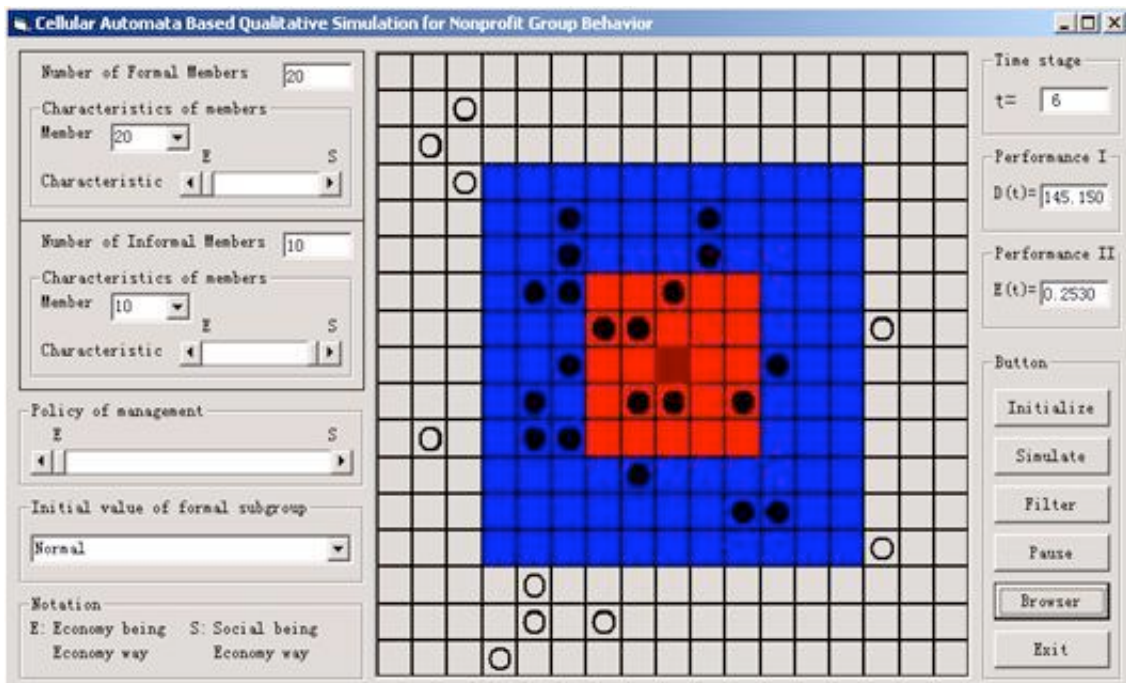 Cellular Automata Based Qualitative Simulation for Nonprofit Group Behavior
Number of Formal Members 20
Characteristics of members
Member 20
E S
Characteristic
Number of Informal Members 10
Characteristics of members
Member 10
E S
Characteristic
Policy of management
E S
Initial value of formal subgroup
Normal
Notation
E: Economy being S: Social being
Economy way Economy way
Time stage
t= 6
Performance I
D(t)= 145.150
Performance II
E(t)= 0.2530
Button
Initialize
Simulate
Filter
Pause
Browser
Exit